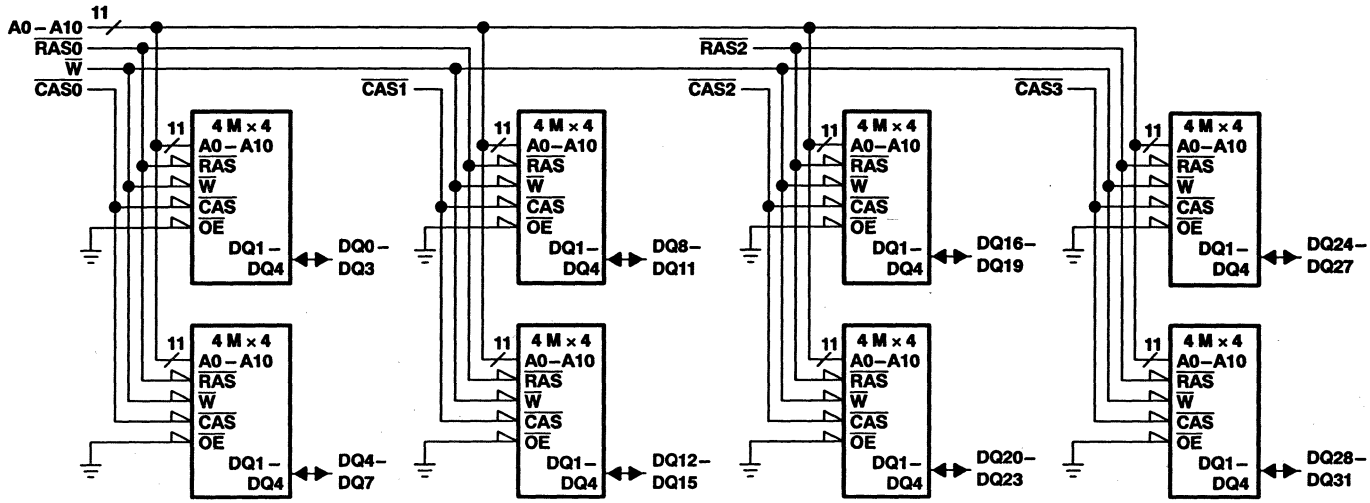 11
A0–A10
RAS0
RAS2
W
CAS0
CAS1
CAS2
CAS3
4 M × 4
11
A0–A10
RAS
W
CAS
OE
DQ1–
DQ4
DQ0–
DQ3
4 M × 4
11
A0–A10
RAS
W
CAS
OE
DQ1–
DQ4
DQ8–
DQ11
4 M × 4
11
A0–A10
RAS
W
CAS
OE
DQ1–
DQ4
DQ16–
DQ19
4 M × 4
11
A0–A10
RAS
W
CAS
OE
DQ1–
DQ4
DQ24–
DQ27
4 M × 4
11
A0–A10
RAS
W
CAS
OE
DQ1–
DQ4
DQ4–
DQ7
4 M × 4
11
A0–A10
RAS
W
CAS
OE
DQ1–
DQ4
DQ12–
DQ15
4 M × 4
11
A0–A10
RAS
W
CAS
OE
DQ1–
DQ4
DQ20–
DQ23
4 M × 4
11
A0–A10
RAS
W
CAS
OE
DQ1–
DQ4
DQ28–
DQ31